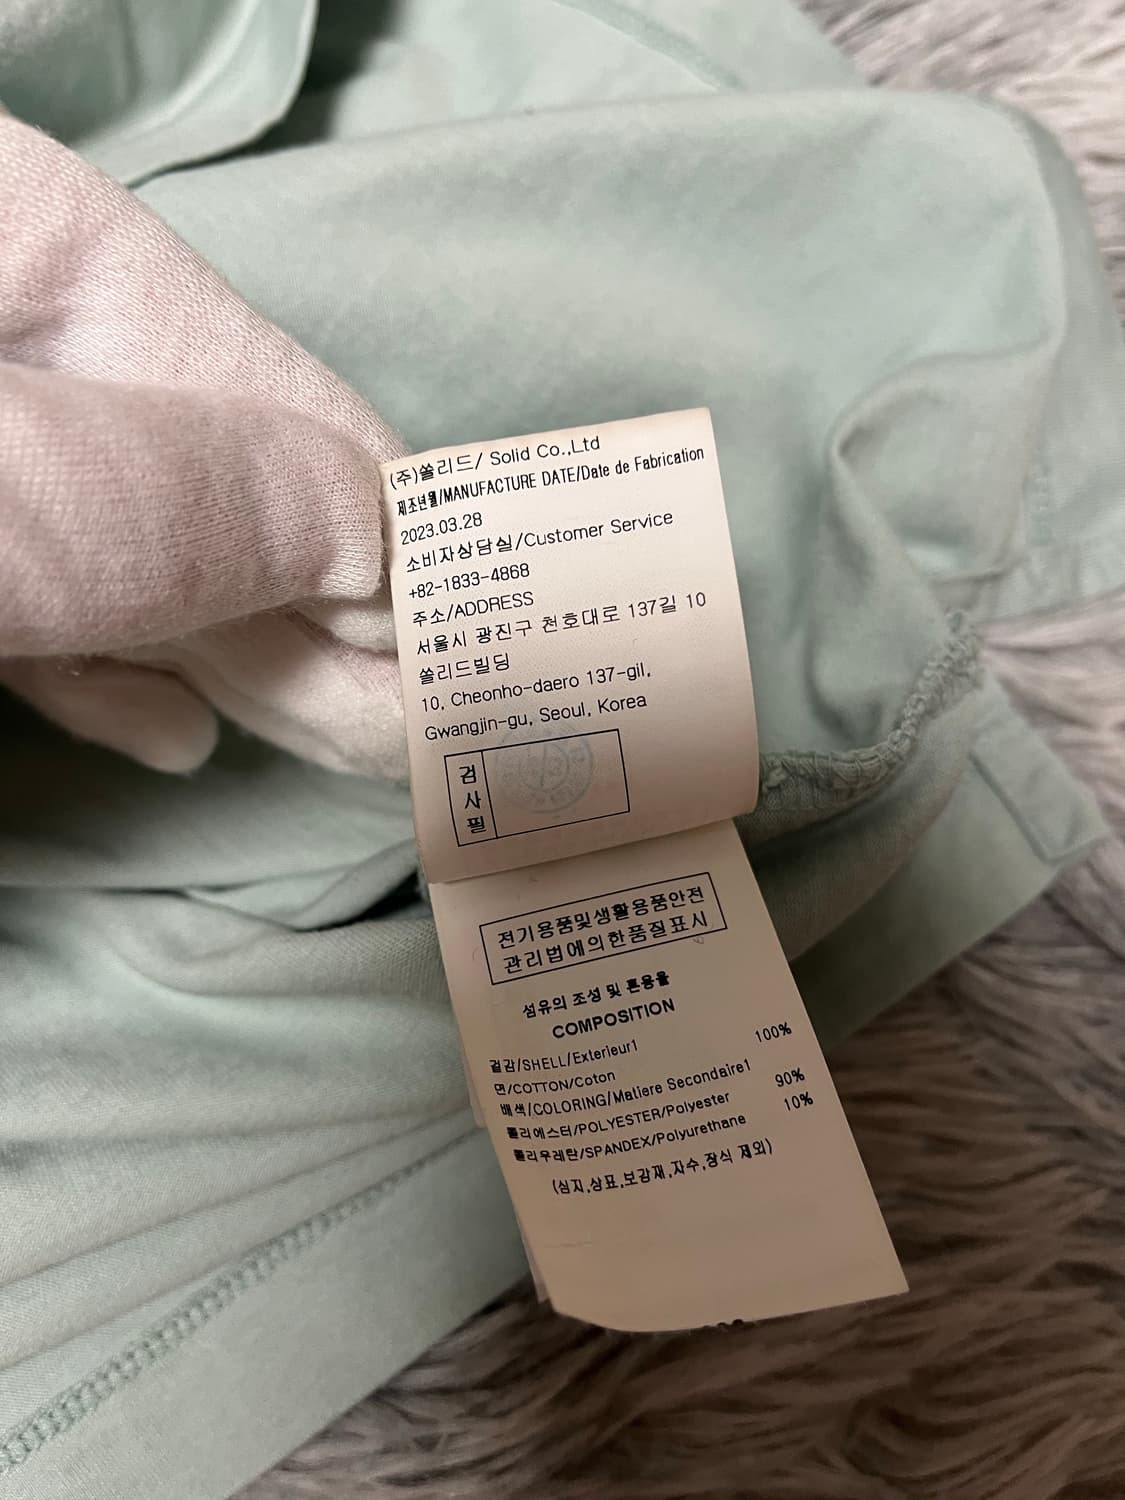 (주)쏠리드/ Solid Co.,Ltd
제조년월/MANUFACTURE DATE/Date de Fabrication
2023.03.28
소비자상담실/Customer Service
+82-1833-4868
주소/ADDRESS
서울시 광진구 천호대로 137길 10
쏠리드빌딩
10, Cheonho-daero 137-gil,
Gwangjin-gu, Seoul, Korea
검사필
전기용품및생활용품안전
관리법에의한품질표시
섬유의 조성 및 혼용율
COMPOSITION
겉감/SHELL/Exterieur1
면/COTTON/Coton 100%
배색/COLORING/Matiere Secondaire1
폴리에스터/POLYESTER/Polyester 90%
폴리우레탄/SPANDEX/Polyurethane 10%
(심지,상표,보강재,자수,장식 제외)